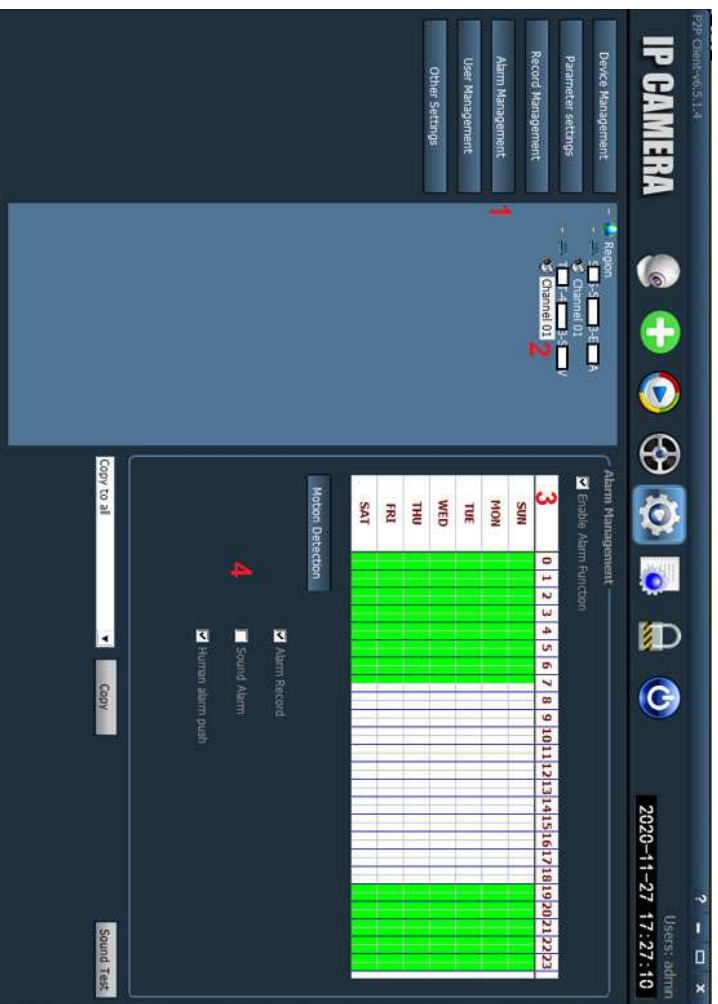 P2P Client-v6.5.1.4
? - □ x
IP CAMERA
Users: admin
2020-11-27 17:27:10
Device Management
Parameter settings
Record Management
Alarm Management
User Management
Other Settings
1
Region
Channel 01
Channel 01
2
Alarm Management
Enable Alarm Function
3
0 1 2 3 4 5 6 7 8 9 10 11 12 13 14 15 16 17 18 19 20 21 22 23
SUN
MON
TUE
WED
THU
FRI
SAT
Motion Detection
4
Alarm Record
Sound Alarm
Human alarm push
Copy to all
Copy
Sound Test